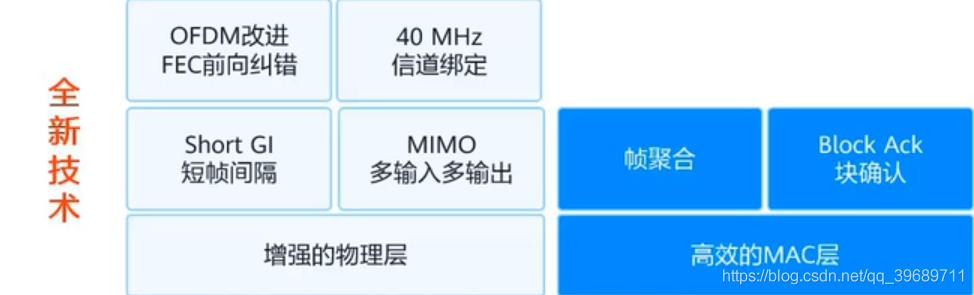 全新技术
OFDM改进
FEC前向纠错
40 MHz
信道绑定
Short GI
短帧间隔
MIMO
多输入多输出
帧聚合
Block Ack
块确认
增强的物理层
高效的MAC层
https://blog.csdn.net/qq_39689711